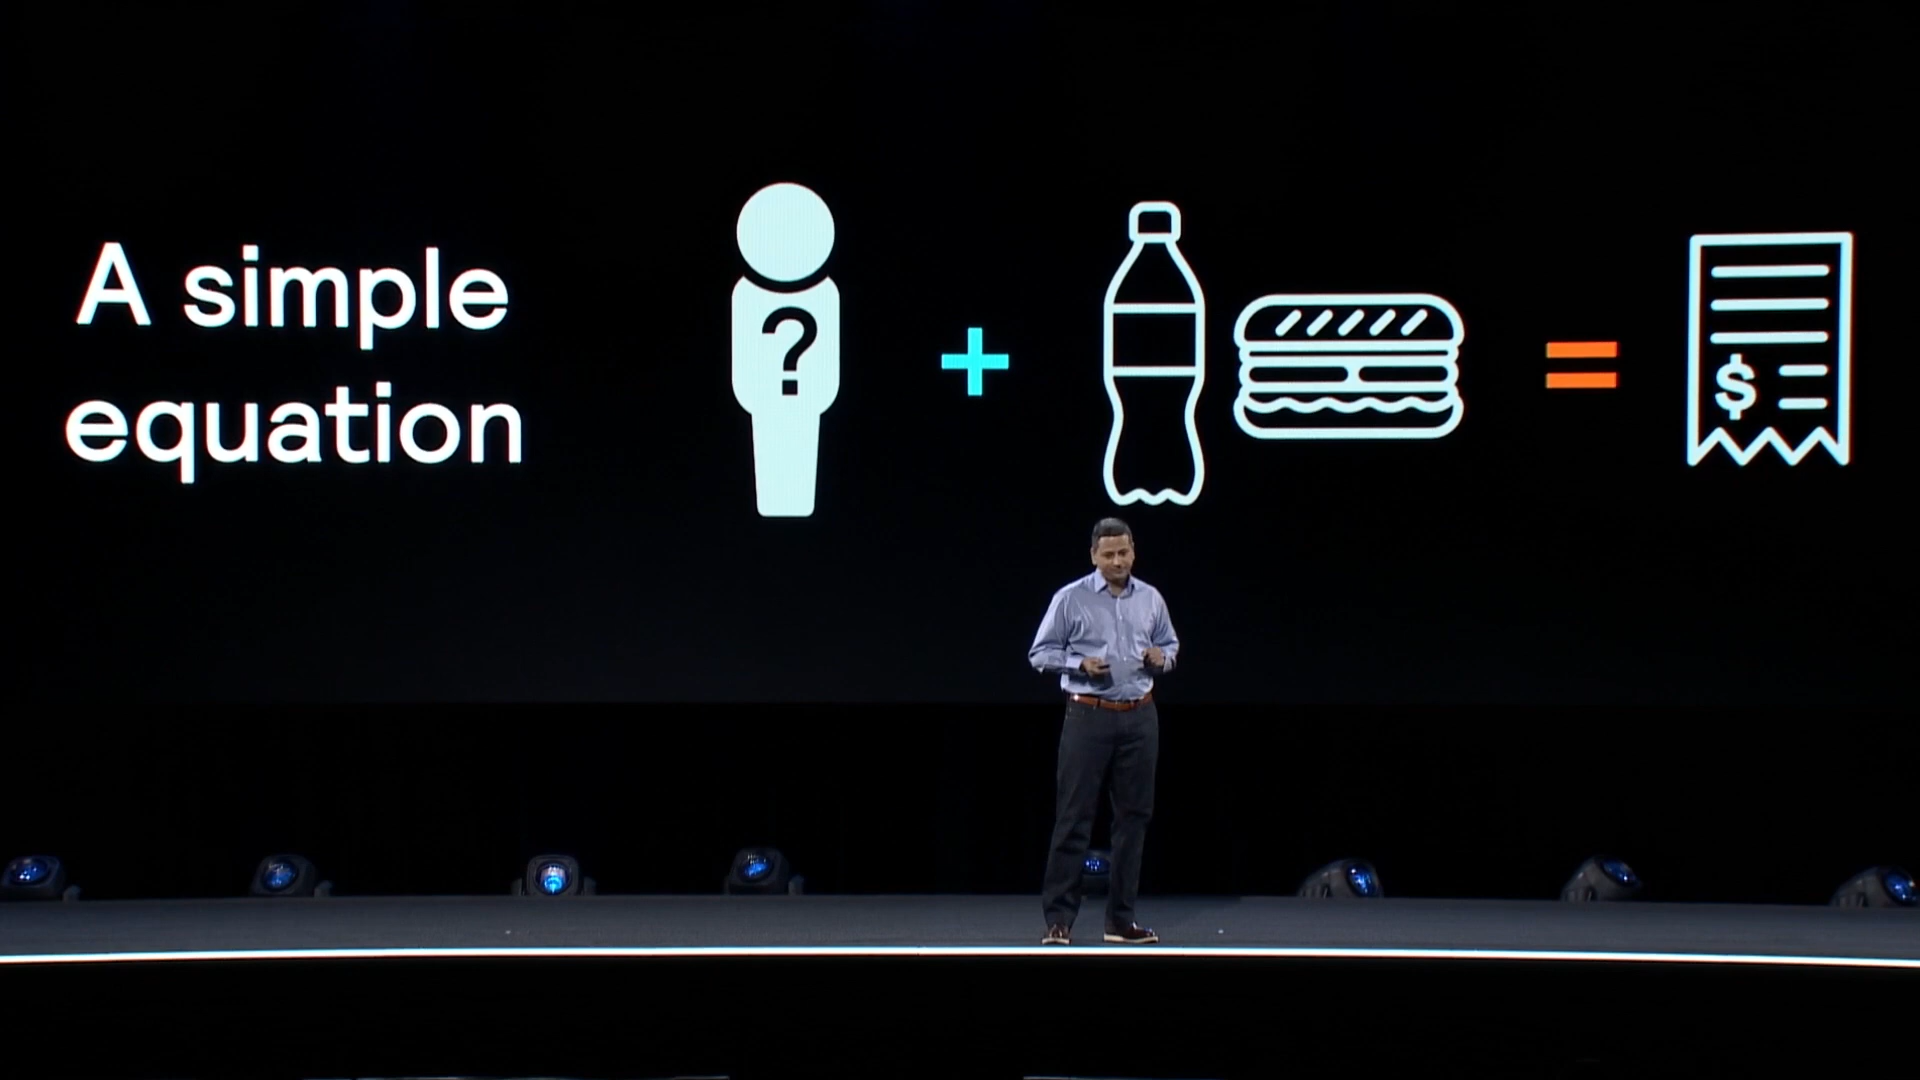 A simple
equation
?
+
=
$